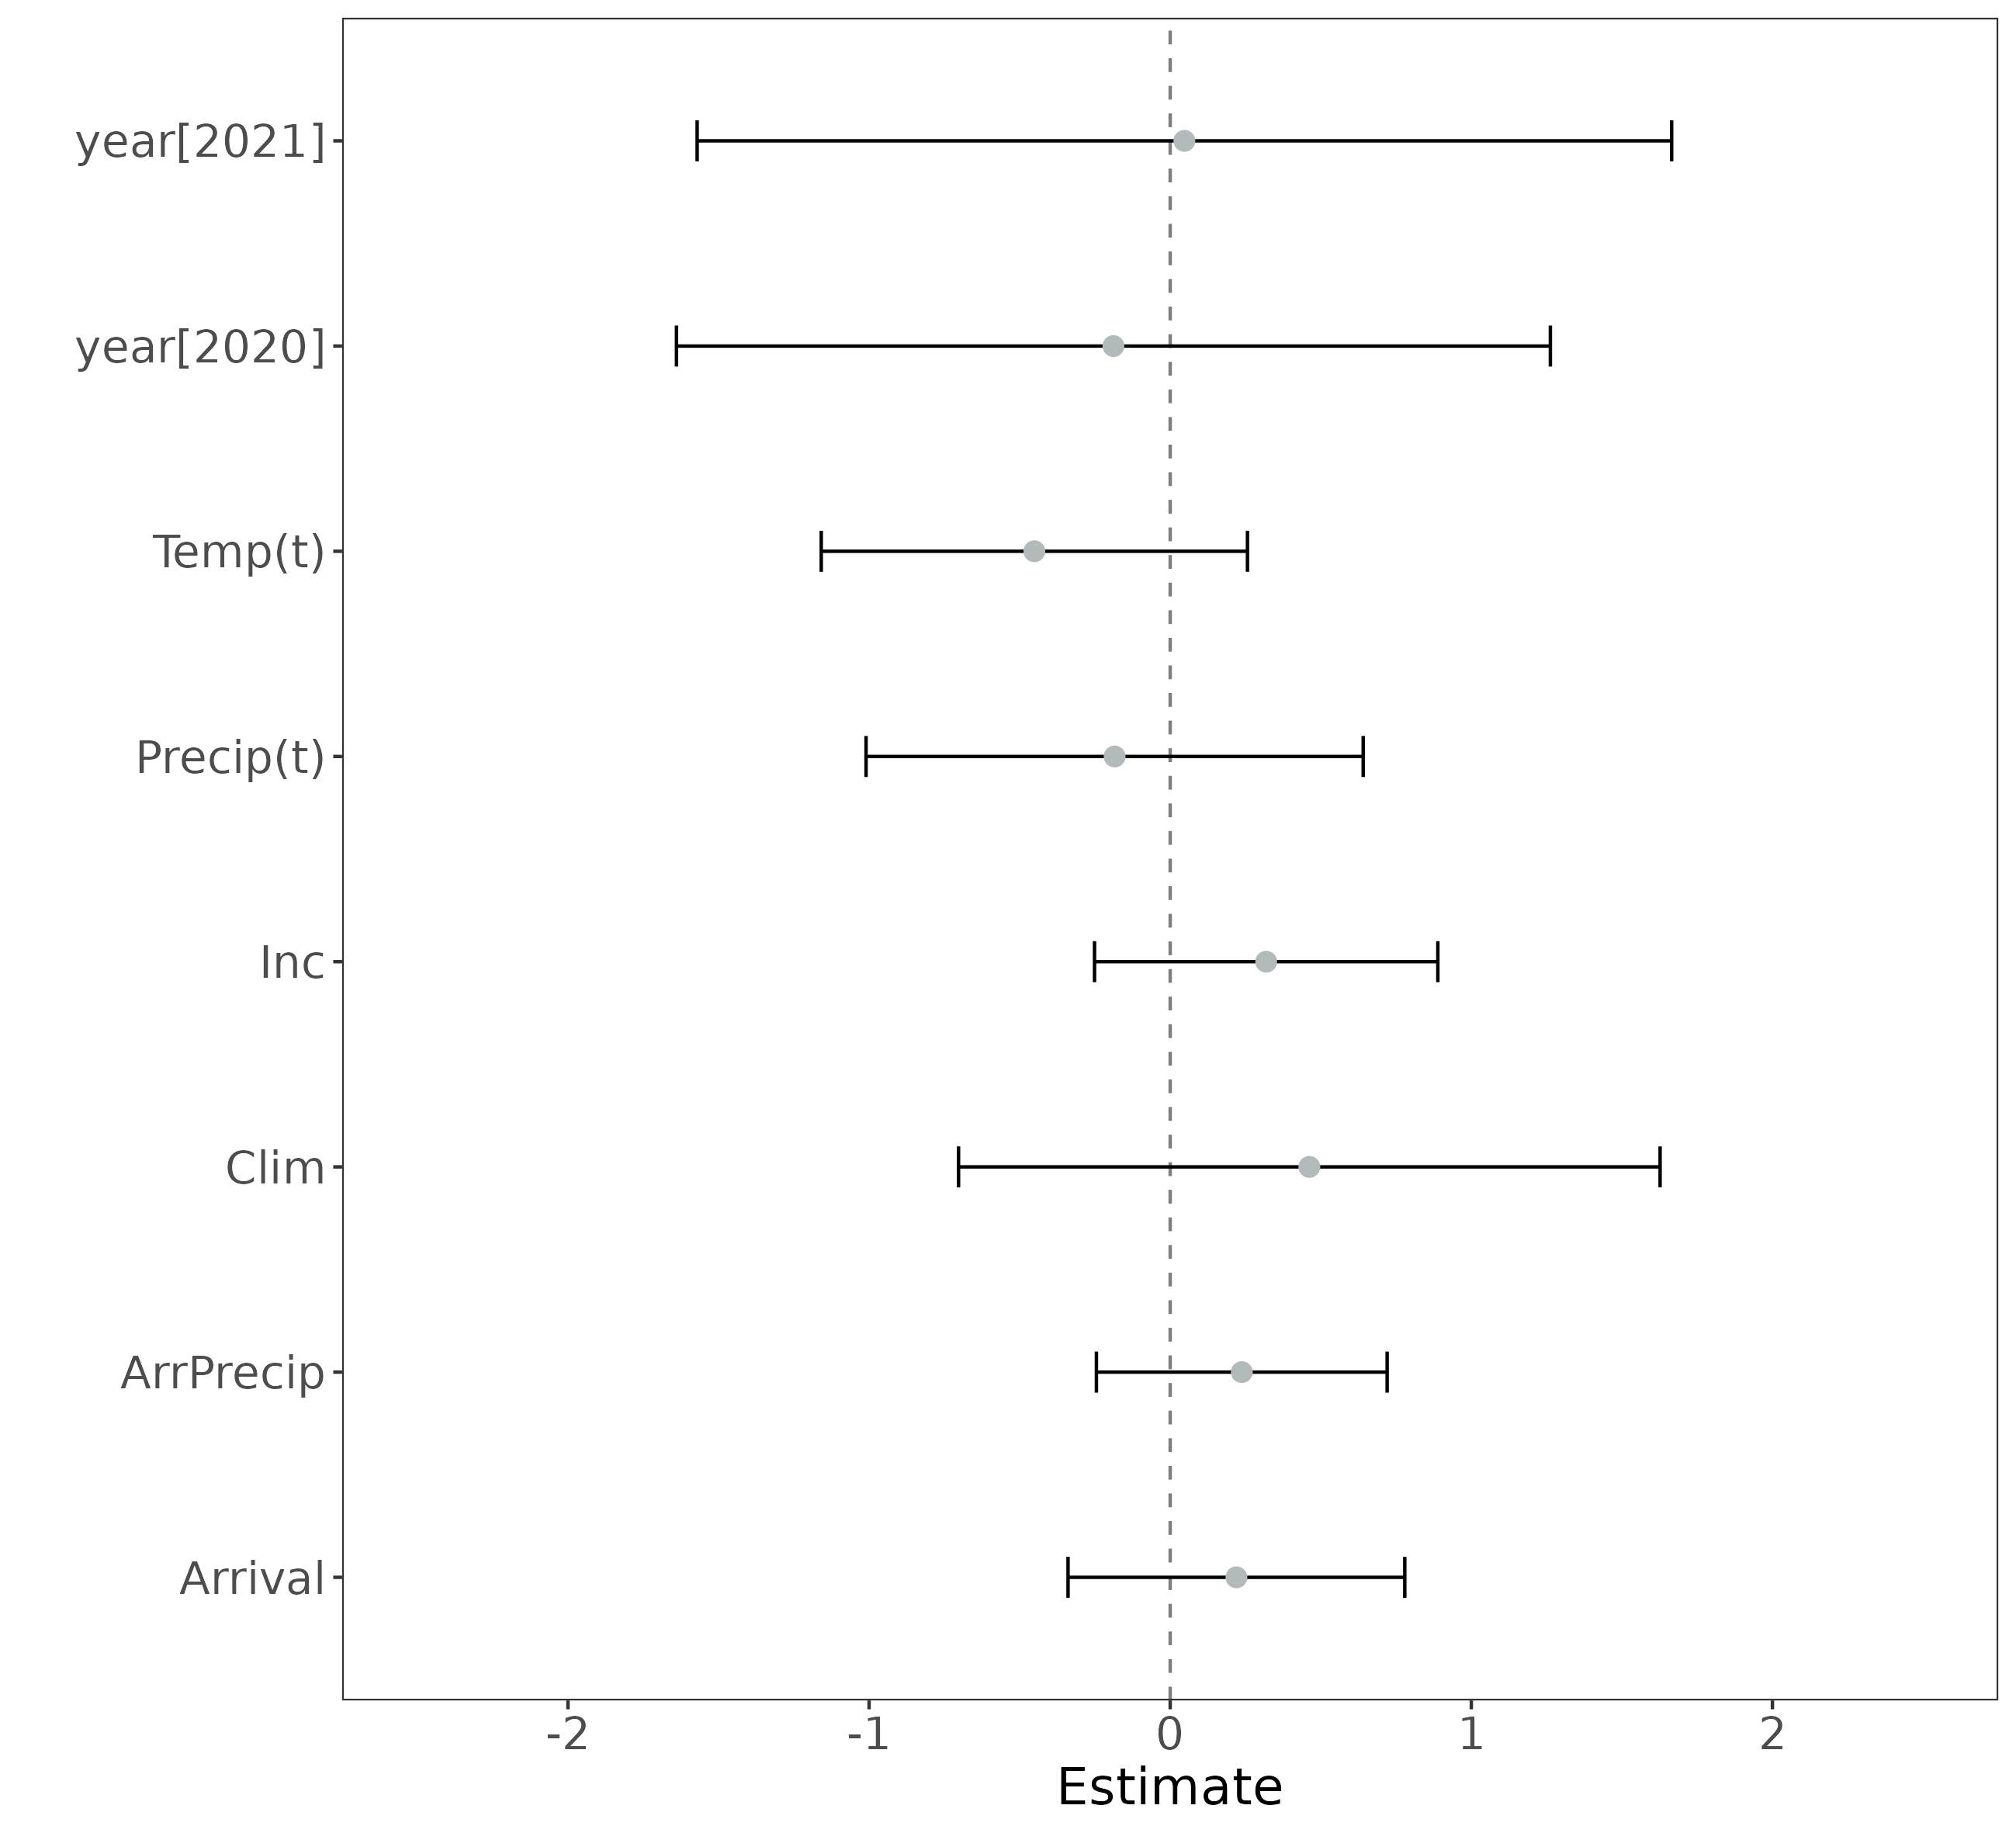 year[2021]
year[2020]
Temp(t)
Precip(t)
Inc
Clim
ArrPrecip
Arrival
-2 -1 0 1 2
Estimate